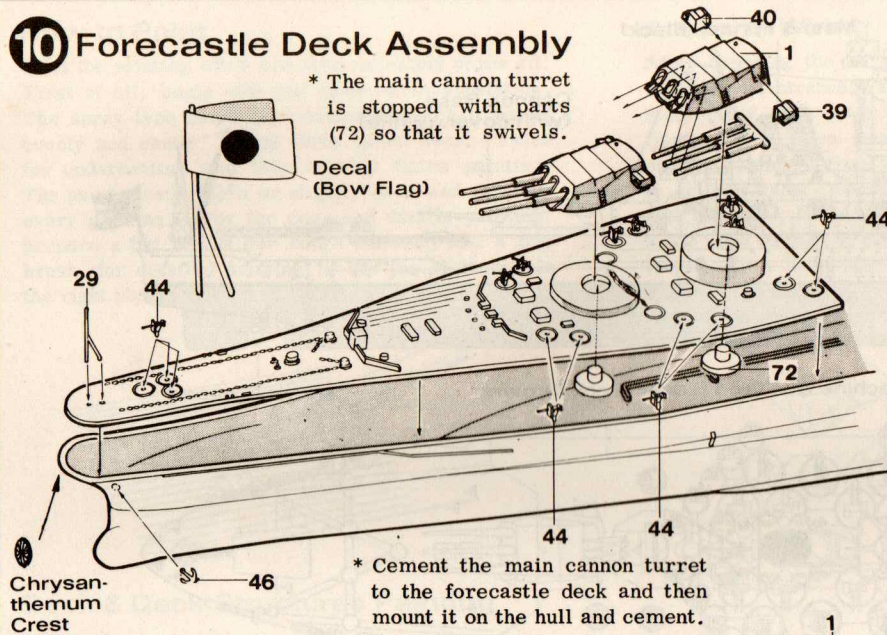 10 Forecastle Deck Assembly
* The main cannon turret
is stopped with parts
(72) so that it swivels.
Decal
(Bow Flag)
40
1
39
44
29
44
72
44
44
46
Chrysan-
themum
Crest
* Cement the main cannon turret
to the forecastle deck and then
mount it on the hull and cement.
1